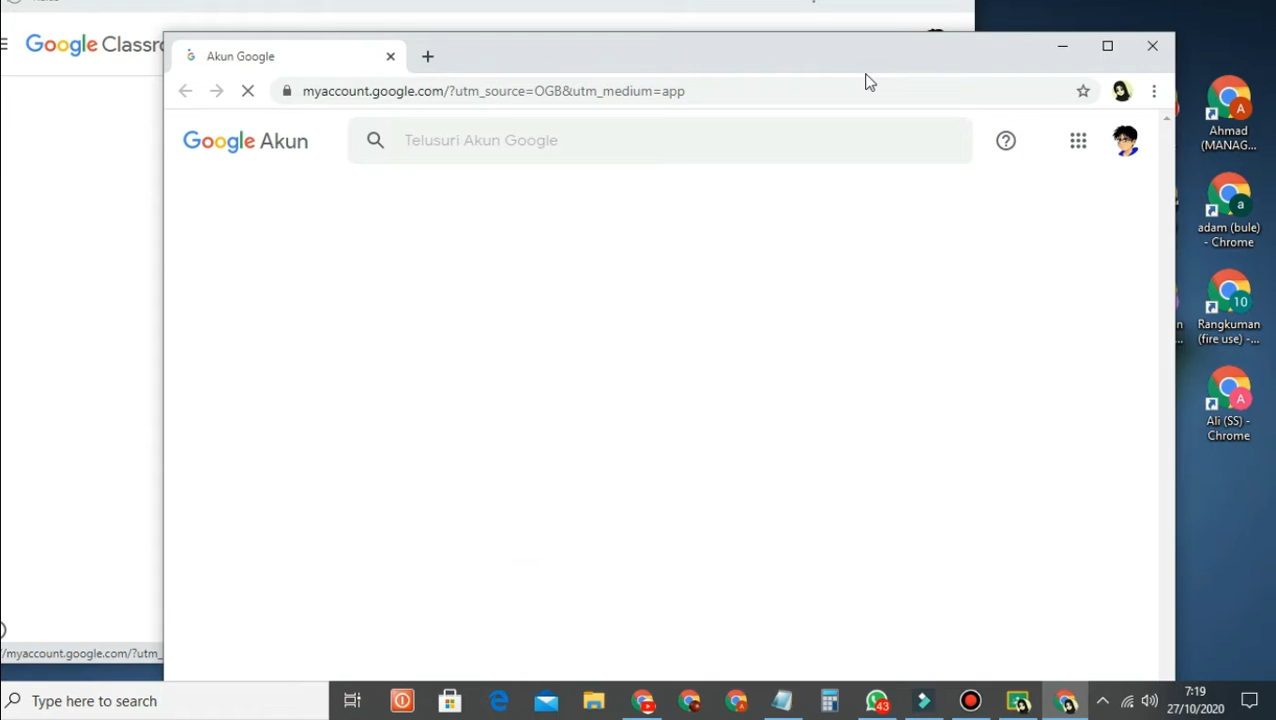 Google Classro
Akun Google
myaccount.google.com/?utm_source=OGB&utm_medium=app
Google Akun
Telusuri Akun Google
A
Ahmad
(MANAG...
a
adam (bule)
- Chrome
10
Rangkuman
(fire use) -...
A
Ali (SS) -
Chrome
/myaccount.google.com/?utm_
Type here to search
43
7:19
27/10/2020